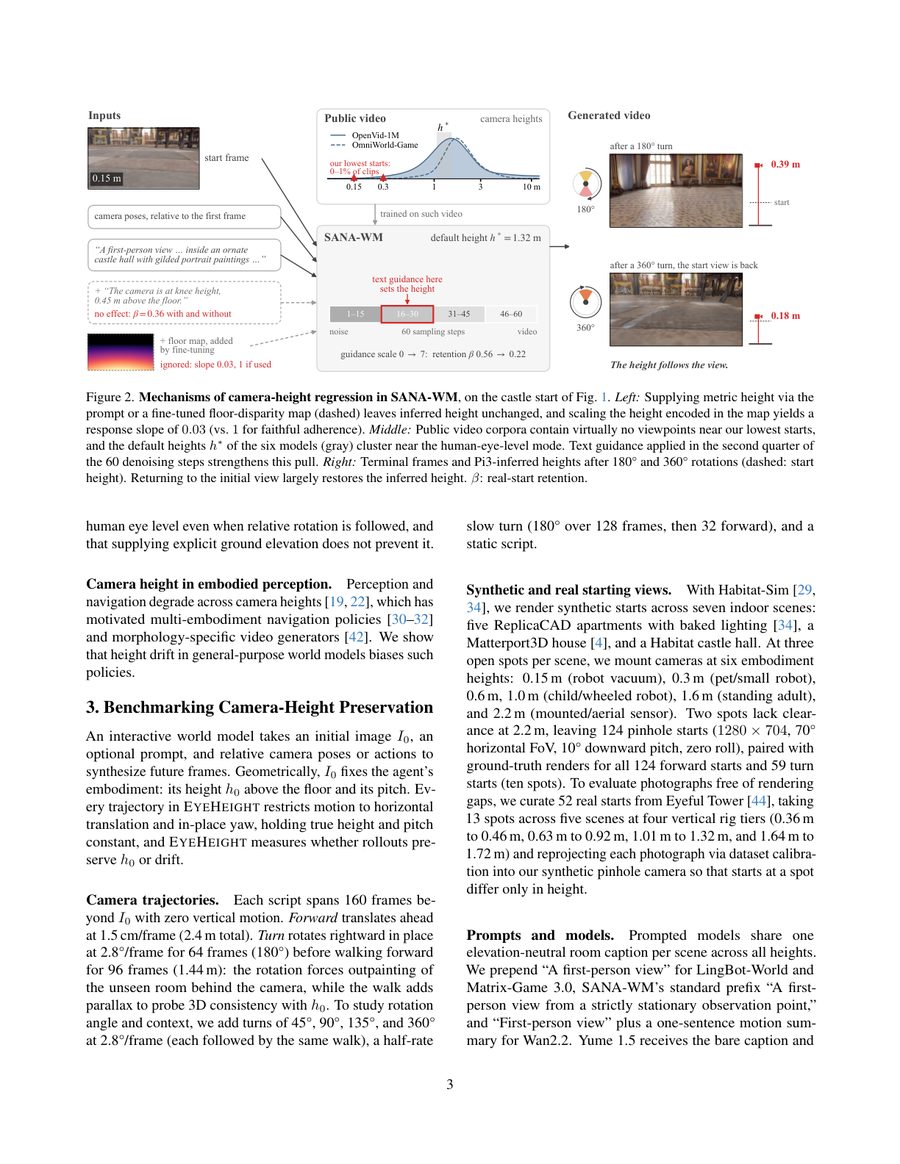 Inputs
0.15 m
start frame
camera poses, relative to the first frame
“A first-person view ... inside an ornate
castle hall with gilded portrait paintings ...”
+ “The camera is at knee height,
0.45 m above the floor.”
no effect: β = 0.36 with and without
+ floor map, added
by fine-tuning
ignored: slope 0.03, 1 if used
Public video
camera heights
OpenVid-1M
OmniWorld-Game
h*
our lowest starts:
0–1% of clips
0.15 0.3 1 3 10 m
trained on such video
SANA-WM
default height h* = 1.32 m
text guidance here
sets the height
1–15 16–30 31–45 46–60
noise 60 sampling steps video
guidance scale 0 → 7: retention β 0.56 → 0.22
Generated video
after a 180° turn
180°
0.39 m
start
after a 360° turn, the start view is back
360°
0.18 m
The height follows the view.
Figure 2. Mechanisms of camera-height regression in SANA-WM, on the castle start of Fig. 1. Left: Supplying metric height via the
prompt or a fine-tuned floor-disparity map (dashed) leaves inferred height unchanged, and scaling the height encoded in the map yields a
response slope of 0.03 (vs. 1 for faithful adherence). Middle: Public video corpora contain virtually no viewpoints near our lowest starts,
and the default heights h* of the six models (gray) cluster near the human-eye-level mode. Text guidance applied in the second quarter of
the 60 denoising steps strengthens this pull. Right: Terminal frames and Pi3-inferred heights after 180° and 360° rotations (dashed: start
height). Returning to the initial view largely restores the inferred height. β: real-start retention.
human eye level even when relative rotation is followed, and
that supplying explicit ground elevation does not prevent it.
Camera height in embodied perception. Perception and
navigation degrade across camera heights [19, 22], which has
motivated multi-embodiment navigation policies [30–32]
and morphology-specific video generators [42]. We show
that height drift in general-purpose world models biases such
policies.
3. Benchmarking Camera-Height Preservation
An interactive world model takes an initial image I0, an
optional prompt, and relative camera poses or actions to
synthesize future frames. Geometrically, I0 fixes the agent’s
embodiment: its height h0 above the floor and its pitch. Ev-
ery trajectory in EYEHEIGHT restricts motion to horizontal
translation and in-place yaw, holding true height and pitch
constant, and EYEHEIGHT measures whether rollouts pre-
serve h0 or drift.
Camera trajectories. Each script spans 160 frames be-
yond I0 with zero vertical motion. Forward translates ahead
at 1.5 cm/frame (2.4 m total). Turn rotates rightward in place
at 2.8°/frame for 64 frames (180°) before walking forward
for 96 frames (1.44 m): the rotation forces outpainting of
the unseen room behind the camera, while the walk adds
parallax to probe 3D consistency with h0. To study rotation
angle and context, we add turns of 45°, 90°, 135°, and 360°
at 2.8°/frame (each followed by the same walk), a half-rate
slow turn (180° over 128 frames, then 32 forward), and a
static script.
Synthetic and real starting views. With Habitat-Sim [29,
34], we render synthetic starts across seven indoor scenes:
five ReplicaCAD apartments with baked lighting [34], a
Matterport3D house [4], and a Habitat castle hall. At three
open spots per scene, we mount cameras at six embodiment
heights: 0.15 m (robot vacuum), 0.3 m (pet/small robot),
0.6 m, 1.0 m (child/wheeled robot), 1.6 m (standing adult),
and 2.2 m (mounted/aerial sensor). Two spots lack clear-
ance at 2.2 m, leaving 124 pinhole starts (1280 × 704, 70°
horizontal FoV, 10° downward pitch, zero roll), paired with
ground-truth renders for all 124 forward starts and 59 turn
starts (ten spots). To evaluate photographs free of rendering
gaps, we curate 52 real starts from Eyeful Tower [44], taking
13 spots across five scenes at four vertical rig tiers (0.36 m
to 0.46 m, 0.63 m to 0.92 m, 1.01 m to 1.32 m, and 1.64 m to
1.72 m) and reprojecting each photograph via dataset calibra-
tion into our synthetic pinhole camera so that starts at a spot
differ only in height.
Prompts and models. Prompted models share one
elevation-neutral room caption per scene across all heights.
We prepend “A first-person view” for LingBot-World and
Matrix-Game 3.0, SANA-WM’s standard prefix “A first-
person view from a strictly stationary observation point,”
and “First-person view” plus a one-sentence motion sum-
mary for Wan2.2. Yume 1.5 receives the bare caption and
3